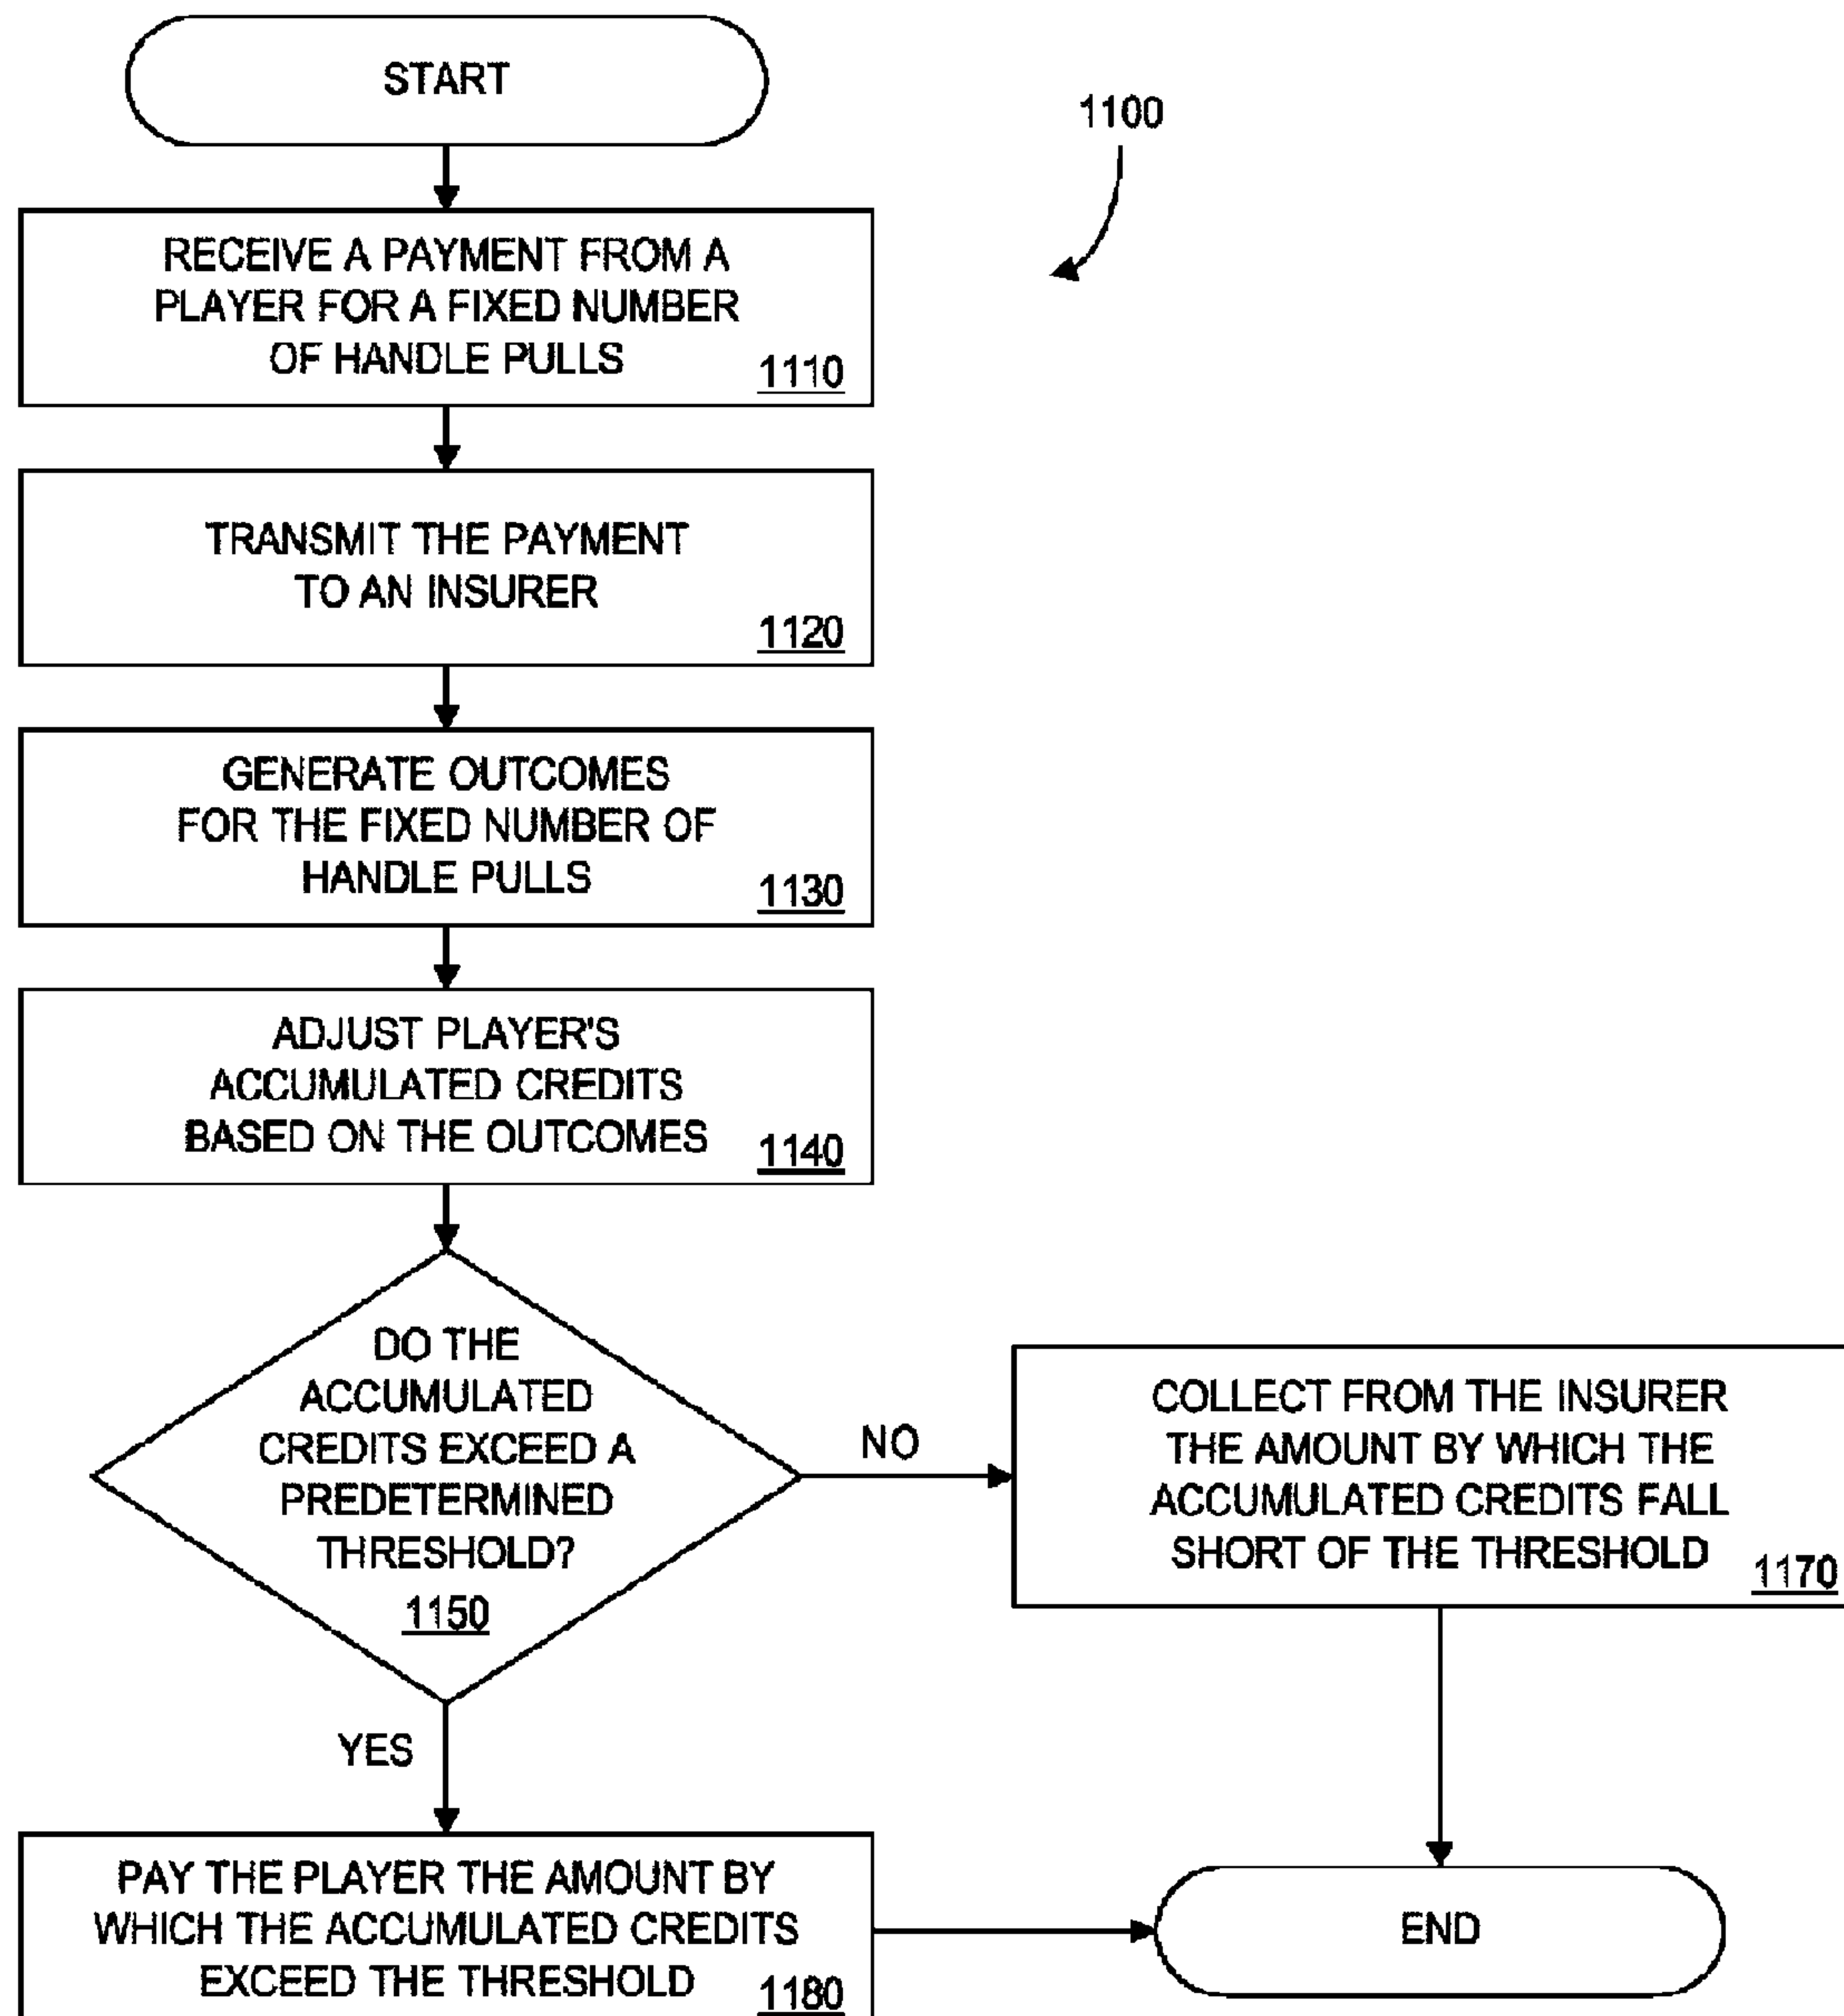 START
1100
RECEIVE A PAYMENT FROM A
PLAYER FOR A FIXED NUMBER
OF HANDLE PULLS
1110
TRANSMIT THE PAYMENT
TO AN INSURER
1120
GENERATE OUTCOMES
FOR THE FIXED NUMBER OF
HANDLE PULLS
1130
ADJUST PLAYER'S
ACCUMULATED CREDITS
BASED ON THE OUTCOMES
1140
DO THE
ACCUMULATED
CREDITS EXCEED A
PREDETERMINED
THRESHOLD?
1150
NO
COLLECT FROM THE INSURER
THE AMOUNT BY WHICH THE
ACCUMULATED CREDITS FALL
SHORT OF THE THRESHOLD
1170
YES
PAY THE PLAYER THE AMOUNT BY
WHICH THE ACCUMULATED CREDITS
EXCEED THE THRESHOLD
1180
END